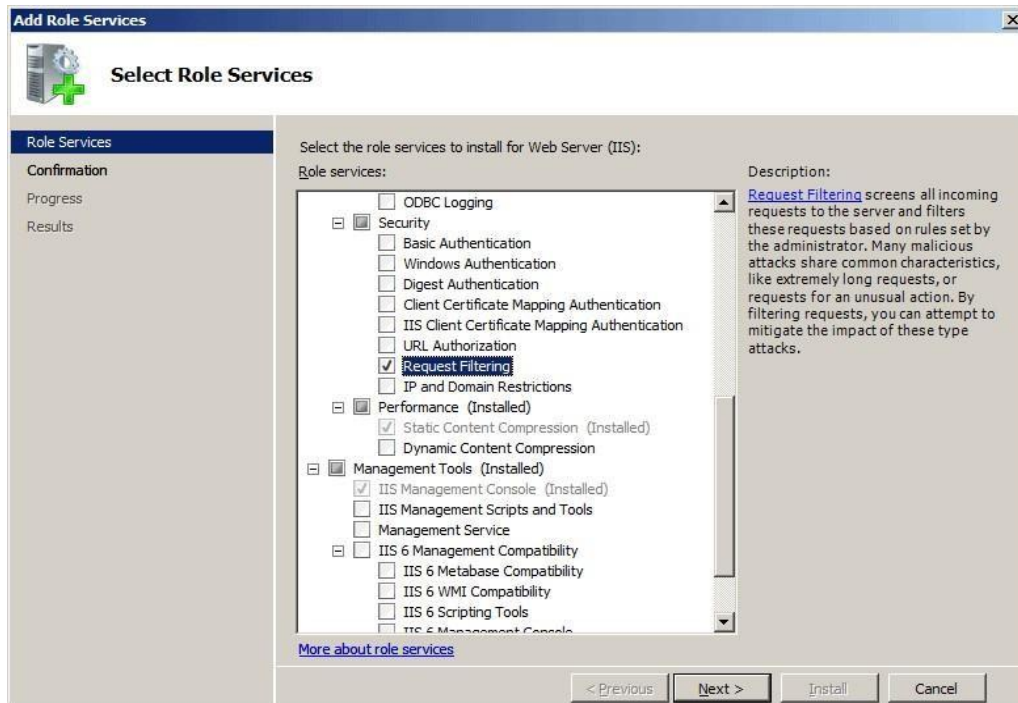 Add Role Services
Select Role Services
Role Services
Confirmation
Progress
Results
Select the role services to install for Web Server (IIS):
Role services:
ODBC Logging
Security
Basic Authentication
Windows Authentication
Digest Authentication
Client Certificate Mapping Authentication
IIS Client Certificate Mapping Authentication
URL Authorization
Request Filtering
IP and Domain Restrictions
Performance (Installed)
Static Content Compression (Installed)
Dynamic Content Compression
Management Tools (Installed)
IIS Management Console (Installed)
IIS Management Scripts and Tools
Management Service
IIS 6 Management Compatibility
IIS 6 Metabase Compatibility
IIS 6 WMI Compatibility
IIS 6 Scripting Tools
IIS 6 Management Console
More about role services
Description:
Request Filtering screens all incoming
requests to the server and filters
these requests based on rules set by
the administrator. Many malicious
attacks share common characteristics,
like extremely long requests, or
requests for an unusual action. By
filtering requests, you can attempt to
mitigate the impact of these type
attacks.
< Previous
Next >
Install
Cancel